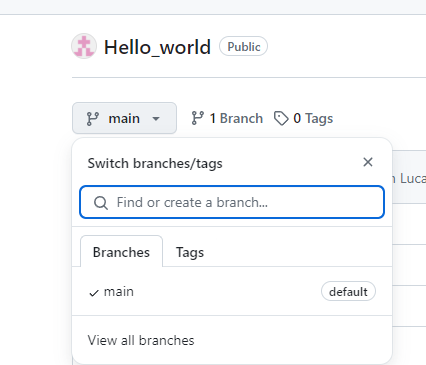 Hello_world Public
main 1 Branch 0 Tags
Switch branches/tags
Luca
Find or create a branch...
Branches Tags
main default
View all branches